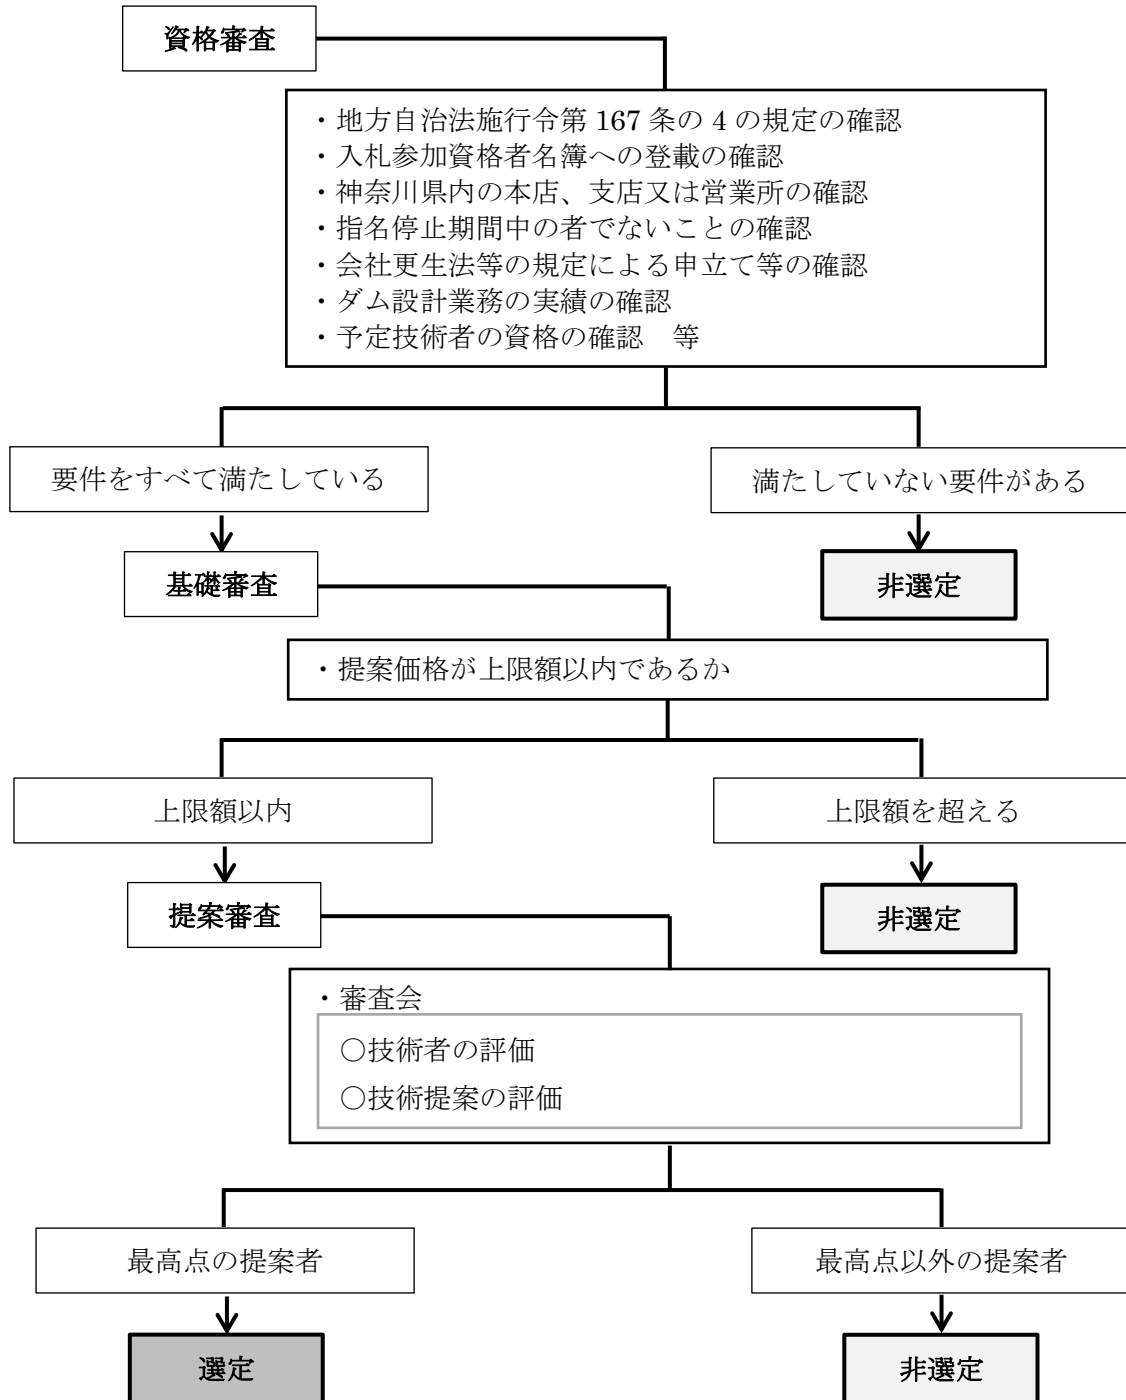 資格審査
・地方自治法施行令第 167 条の 4 の規定の確認
・入札参加資格者名簿への登載の確認
・神奈川県内の本店、支店又は営業所の確認
・指名停止期間中の者でないことの確認
・会社更生法等の規定による申立て等の確認
・ダム設計業務の実績の確認
・予定技術者の資格の確認　等
要件をすべて満たしている
満たしていない要件がある
基礎審査
非選定
・提案価格が上限額以内であるか
上限額以内
上限額を超える
提案審査
非選定
・審査会
○技術者の評価
○技術提案の評価
最高点の提案者
最高点以外の提案者
選定
非選定